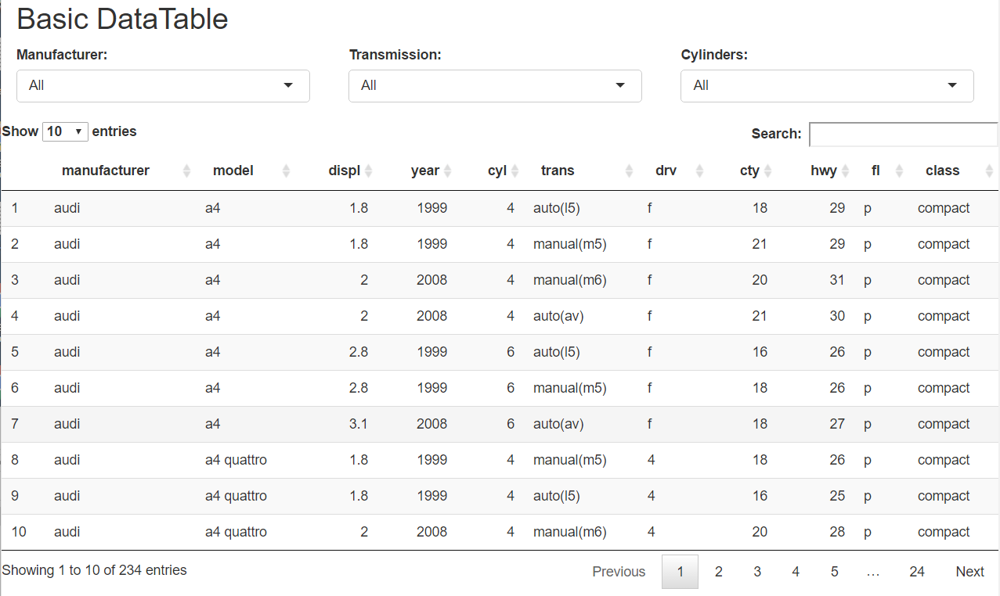 Basic DataTable
Manufacturer: Transmission: Cylinders:
All All All
Show 10 entries Search:
manufacturer model displ year cyl trans drv cty hwy fl class
1 audi a4 1.8 1999 4 auto(l5) f 18 29 p compact
2 audi a4 1.8 1999 4 manual(m5) f 21 29 p compact
3 audi a4 2 2008 4 manual(m6) f 20 31 p compact
4 audi a4 2 2008 4 auto(av) f 21 30 p compact
5 audi a4 2.8 1999 6 auto(l5) f 16 26 p compact
6 audi a4 2.8 1999 6 manual(m5) f 18 26 p compact
7 audi a4 3.1 2008 6 auto(av) f 18 27 p compact
8 audi a4 quattro 1.8 1999 4 manual(m5) 4 18 26 p compact
9 audi a4 quattro 1.8 1999 4 auto(l5) 4 16 25 p compact
10 audi a4 quattro 2 2008 4 manual(m6) 4 20 28 p compact
Showing 1 to 10 of 234 entries Previous 1 2 3 4 5 … 24 Next